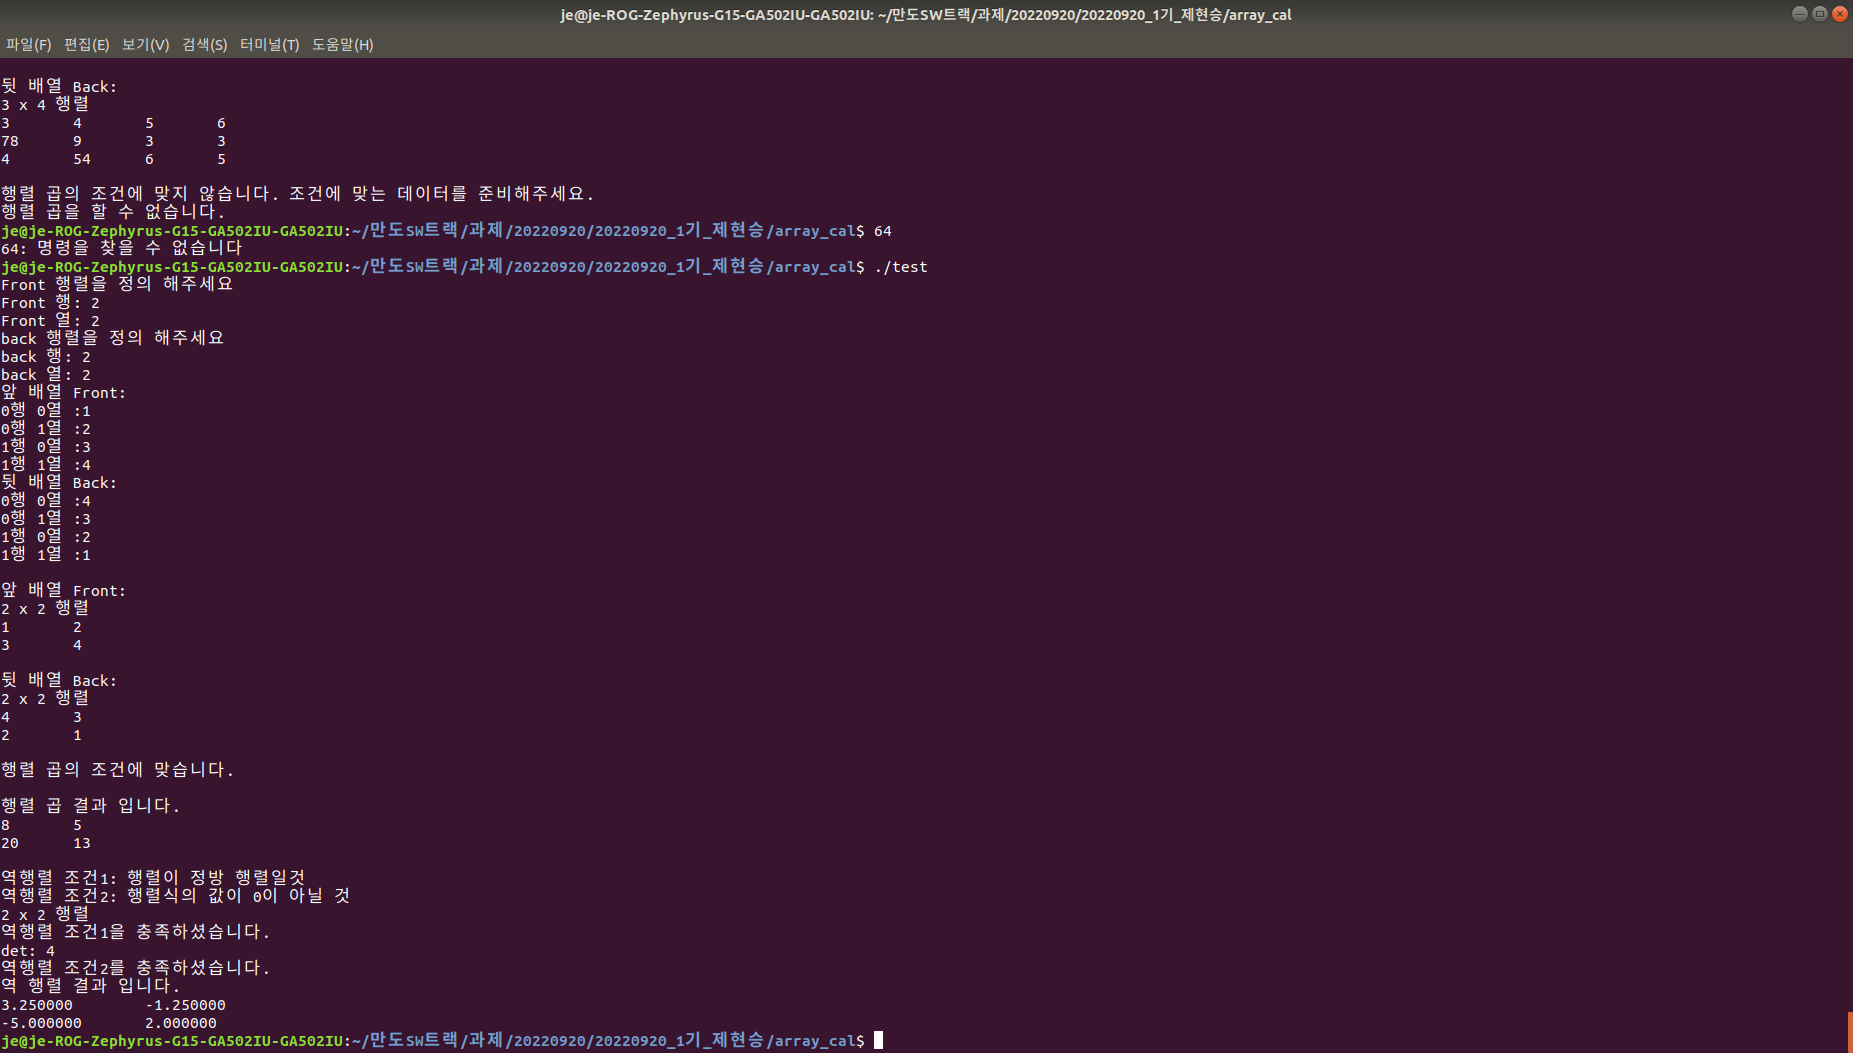 je@je-ROG-Zephyrus-G15-GA502IU-GA502IU: ~/만도SW트랙/과제/20220920/20220920_1기_제현승/array_cal
파일(F) 편집(E) 보기(V) 검색(S) 터미널(T) 도움말(H)
뒷 배열 Back:
3 x 4 행렬
3 4 5 6
78 9 3 3
4 54 6 5
행렬 곱의 조건에 맞지 않습니다. 조건에 맞는 데이터를 준비해주세요.
행렬 곱을 할 수 없습니다.
je@je-ROG-Zephyrus-G15-GA502IU-GA502IU:~/만도SW트랙/과제/20220920/20220920_1기_제현승/array_cal$ 64
64: 명령을 찾을 수 없습니다
je@je-ROG-Zephyrus-G15-GA502IU-GA502IU:~/만도SW트랙/과제/20220920/20220920_1기_제현승/array_cal$ ./test
Front 행렬을 정의 해주세요
Front 행: 2
Front 열: 2
back 행렬을 정의 해주세요
back 행: 2
back 열: 2
앞 배열 Front:
0행 0열 :1
0행 1열 :2
1행 0열 :3
1행 1열 :4
뒷 배열 Back:
0행 0열 :4
0행 1열 :3
1행 0열 :2
1행 1열 :1
앞 배열 Front:
2 x 2 행렬
1 2
3 4
뒷 배열 Back:
2 x 2 행렬
4 3
2 1
행렬 곱의 조건에 맞습니다.
행렬 곱 결과 입니다.
8 5
20 13
역행렬 조건1: 행렬이 정방 행렬일것
역행렬 조건2: 행렬식의 값이 0이 아닐 것
2 x 2 행렬
역행렬 조건1을 충족하셨습니다.
det: 4
역행렬 조건2를 충족하셨습니다.
역 행렬 결과 입니다.
3.250000 -1.250000
-5.000000 2.000000
je@je-ROG-Zephyrus-G15-GA502IU-GA502IU:~/만도SW트랙/과제/20220920/20220920_1기_제현승/array_cal$